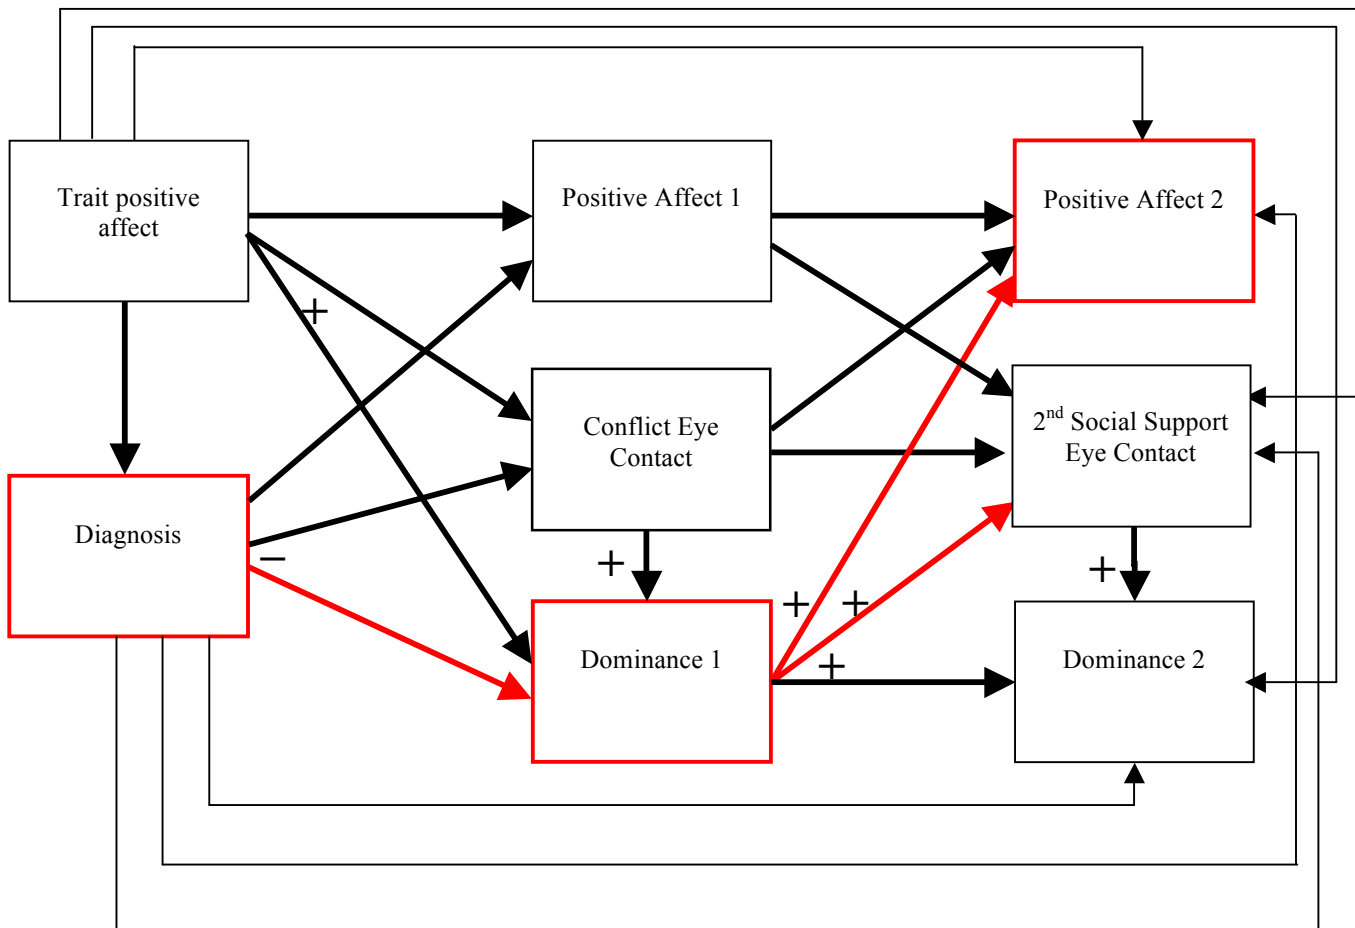 Trait positive
affect
Positive Affect 1
Positive Affect 2
+
Diagnosis
Conflict Eye
Contact
2nd Social Support
Eye Contact
−
+
+
+
+
+
Dominance 1
Dominance 2